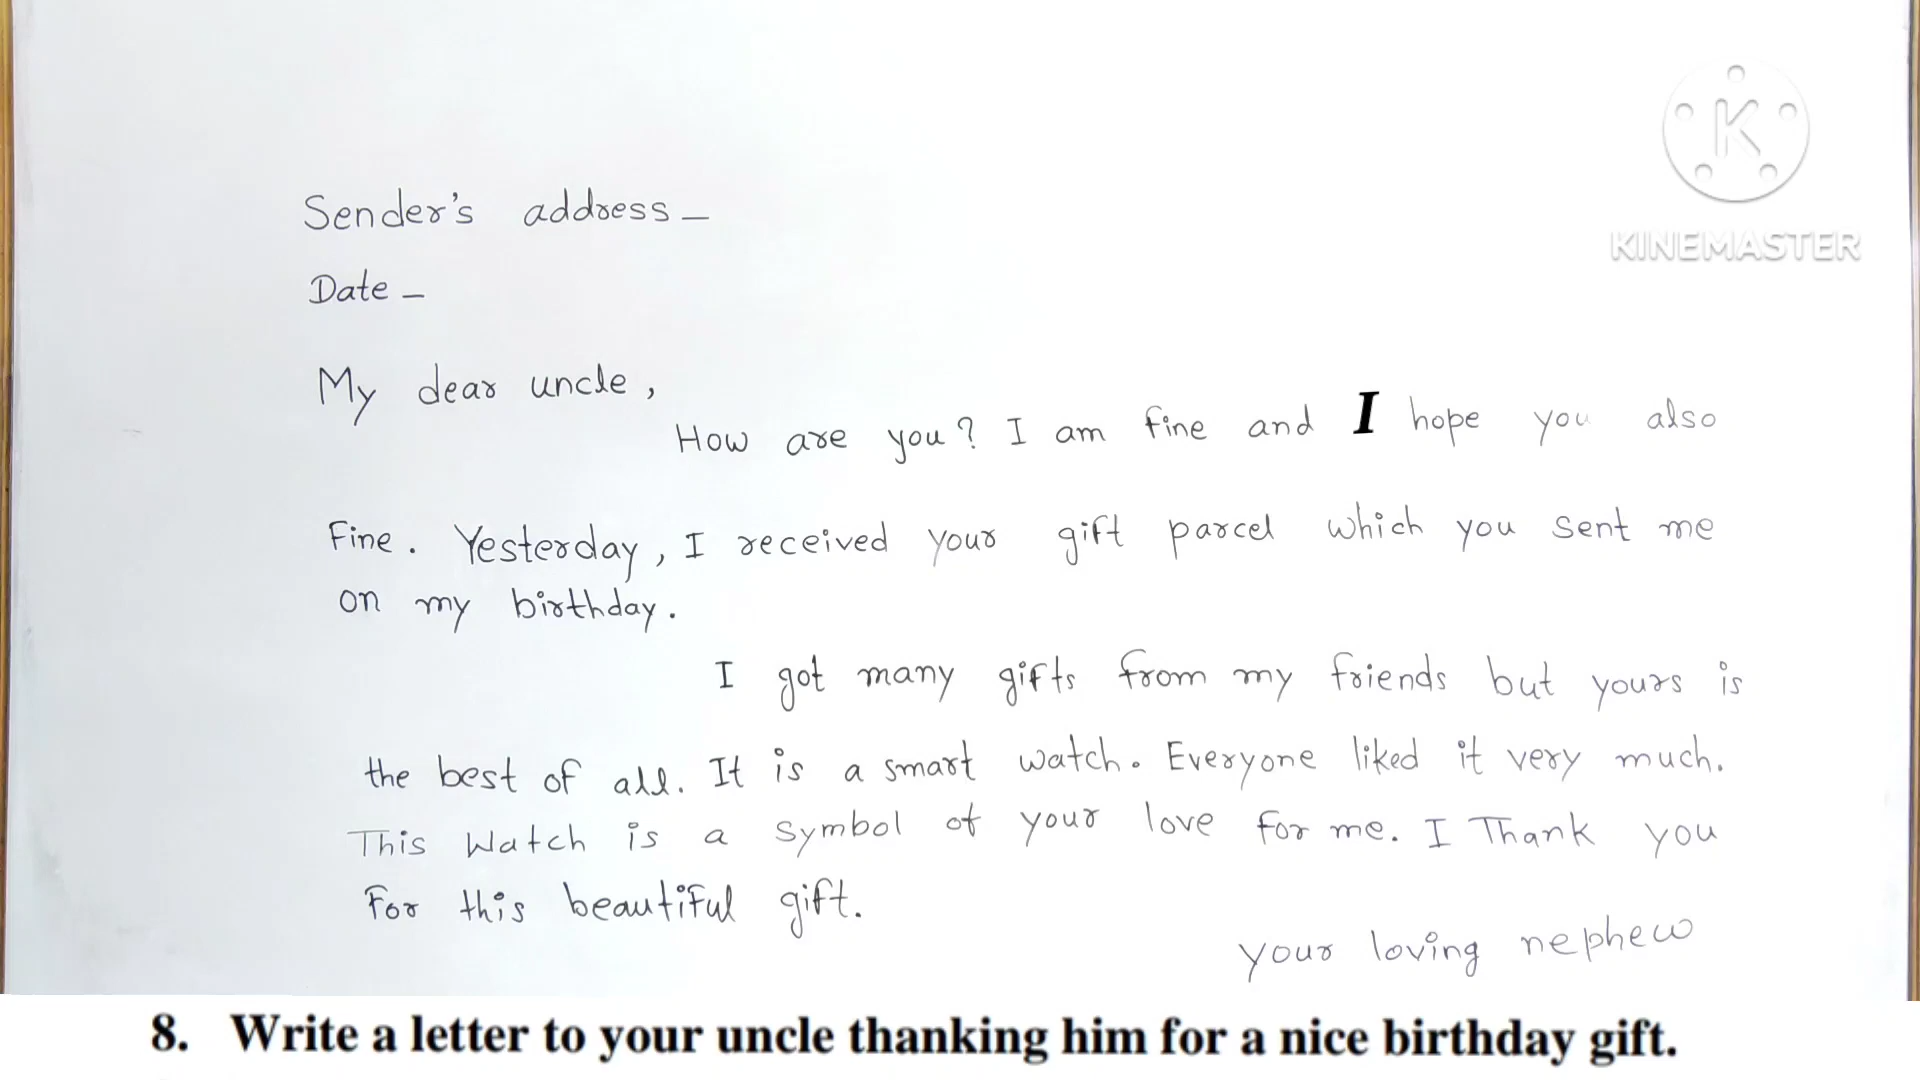 K
KINEMASTER
Sender's address –
Date –
My dear uncle,
How are you? I am fine and I hope you also
Fine. Yesterday, I received your gift parcel which you sent me
on my birthday.
I got many gifts from my friends but yours is
the best of all. It is a smart watch. Everyone liked it very much.
This Watch is a symbol of your love for me. I Thank you
For this beautiful gift.
your loving nephew
8. Write a letter to your uncle thanking him for a nice birthday gift.